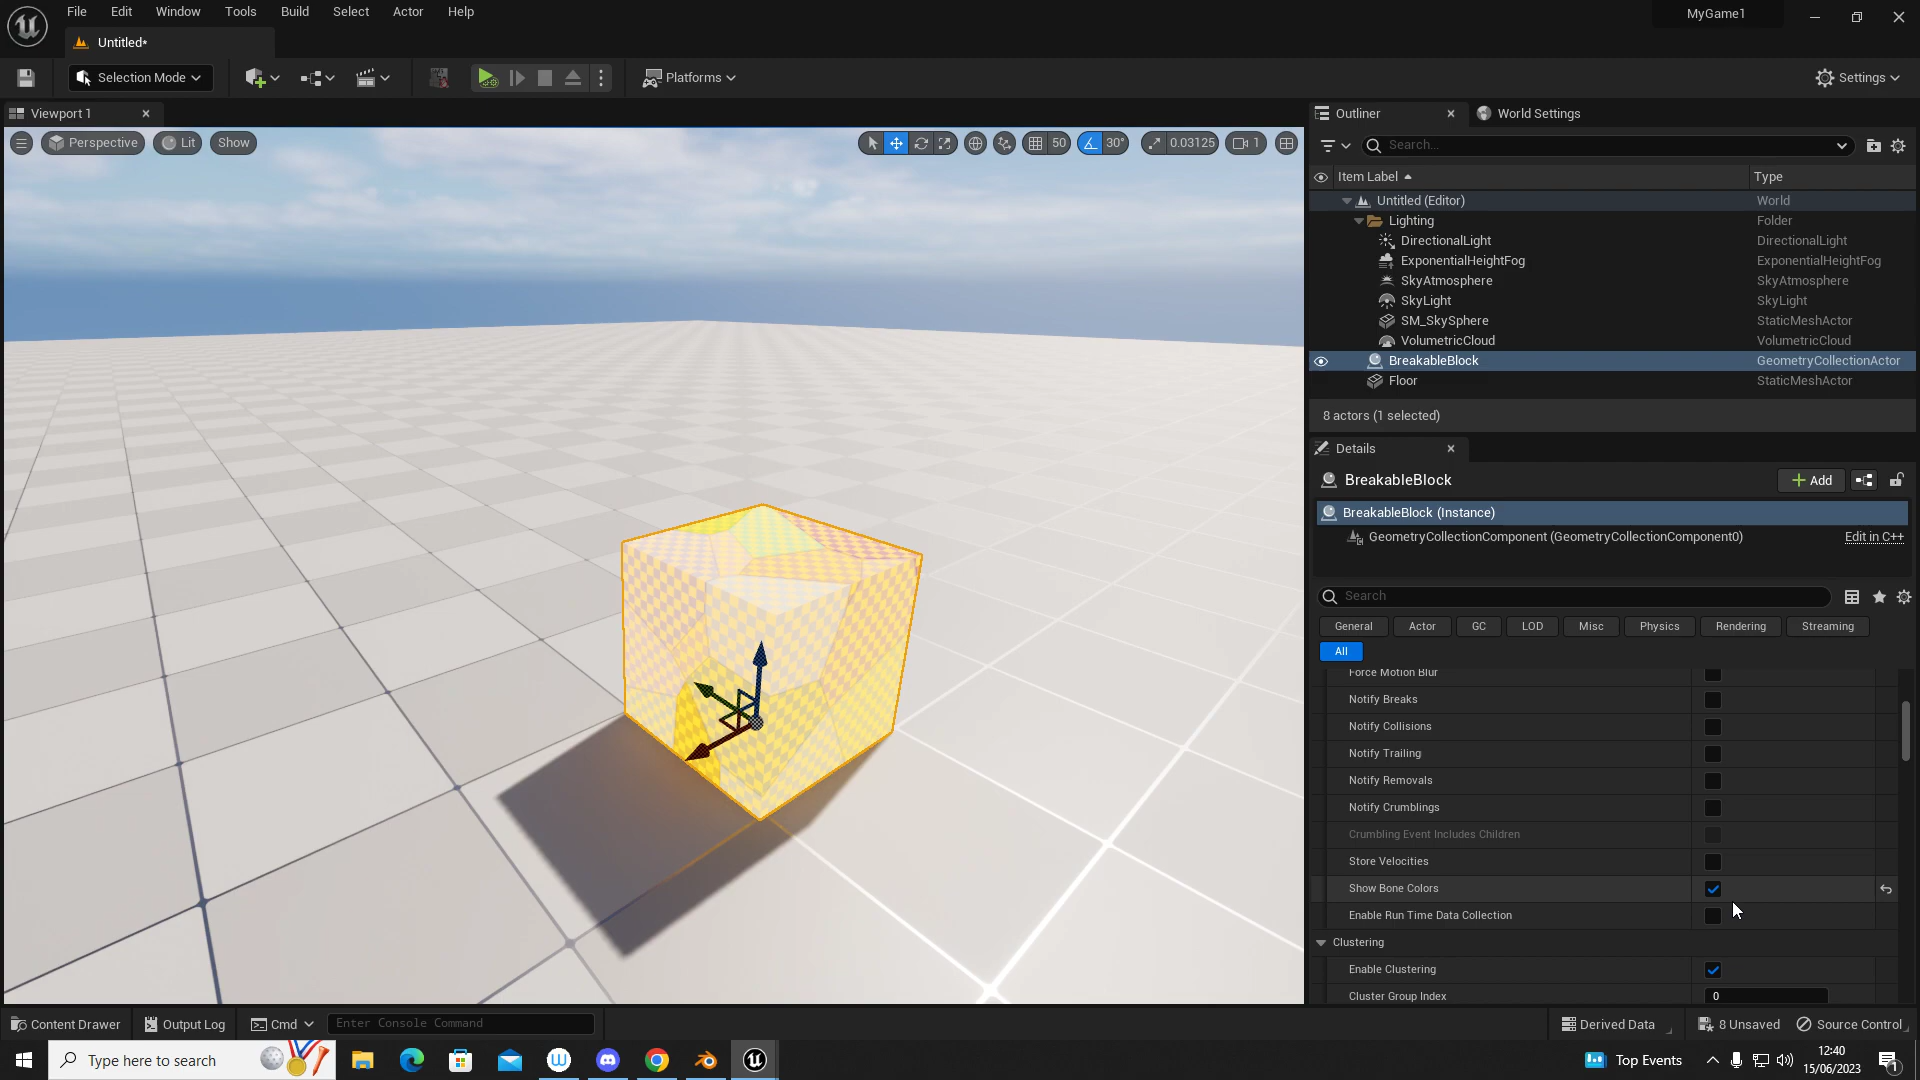 File Edit Window Tools Build Select Actor Help
MyGame1
Untitled*
Selection Mode
Platforms
Settings
Viewport 1
Perspective
Lit
Show
50
30°
0.03125
1
Outliner
World Settings
Search...
Item Label
Type
Untitled (Editor) World
Lighting Folder
DirectionalLight DirectionalLight
ExponentialHeightFog ExponentialHeightFog
SkyAtmosphere SkyAtmosphere
SkyLight SkyLight
SM_SkySphere StaticMeshActor
VolumetricCloud VolumetricCloud
BreakableBlock GeometryCollectionActor
Floor StaticMeshActor
8 actors (1 selected)
Details
BreakableBlock
Add
BreakableBlock (Instance)
GeometryCollectionComponent (GeometryCollectionComponent0) Edit in C++
Search
General Actor GC LOD Misc Physics Rendering Streaming
All
Force Motion Blur
Notify Breaks
Notify Collisions
Notify Trailing
Notify Removals
Notify Crumblings
Crumbling Event Includes Children
Store Velocities
Show Bone Colors
Enable Run Time Data Collection
Clustering
Enable Clustering
Cluster Group Index 0
Content Drawer
Output Log
Cmd
Enter Console Command
Derived Data
8 Unsaved
Source Control
Type here to search
Top Events
12:40
15/06/2023
1